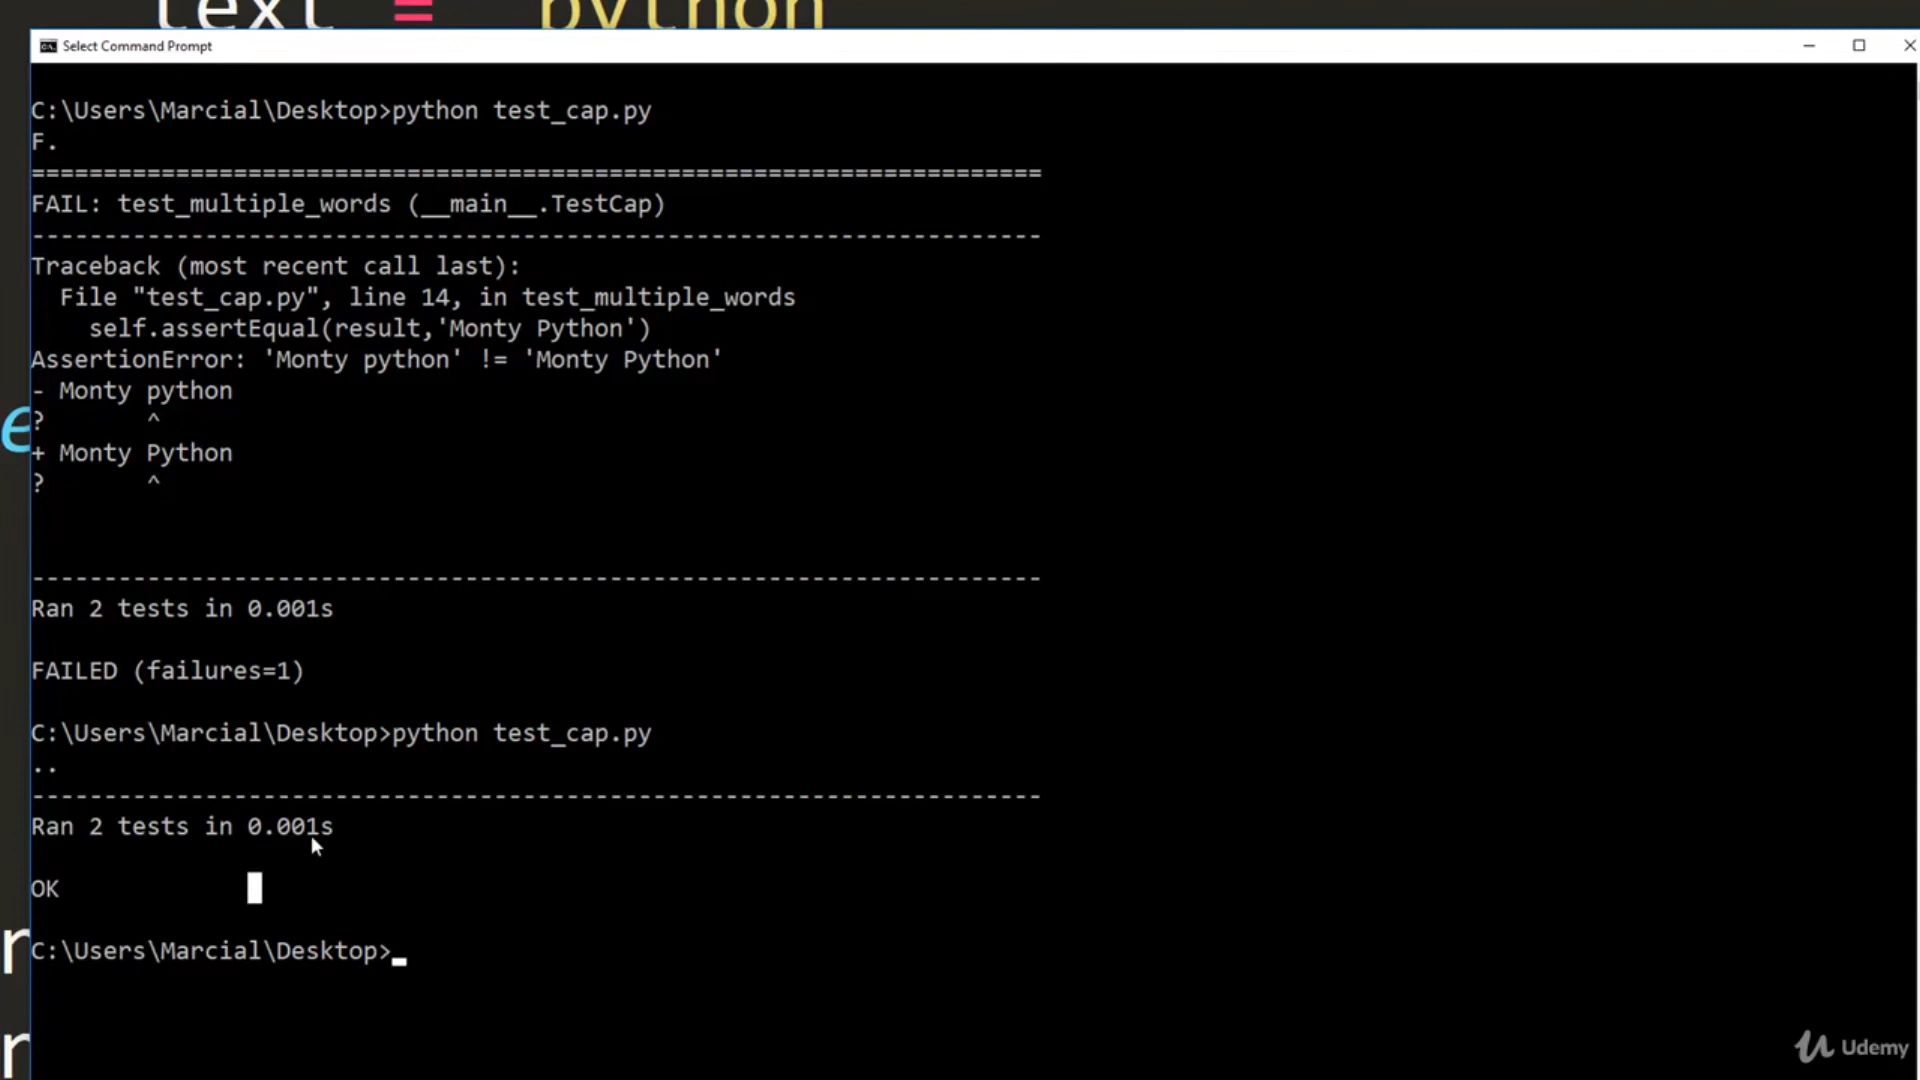 text = python
Select Command Prompt
C:\Users\Marcial\Desktop>python test_cap.py
F.
======================================================================
FAIL: test_multiple_words (__main__.TestCap)
----------------------------------------------------------------------
Traceback (most recent call last):
  File "test_cap.py", line 14, in test_multiple_words
    self.assertEqual(result,'Monty Python')
AssertionError: 'Monty python' != 'Monty Python'
- Monty python
?       ^
+ Monty Python
?       ^
----------------------------------------------------------------------
Ran 2 tests in 0.001s
FAILED (failures=1)
C:\Users\Marcial\Desktop>python test_cap.py
..
----------------------------------------------------------------------
Ran 2 tests in 0.001s
OK
C:\Users\Marcial\Desktop>
Udemy